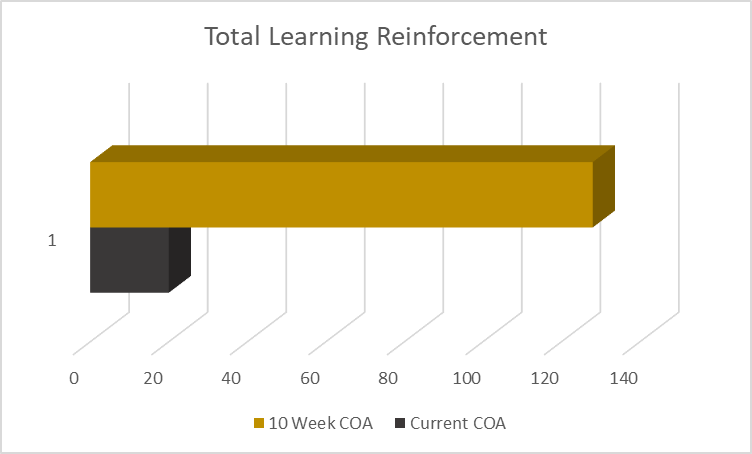 Total Learning Reinforcement
1
0 20 40 60 80 100 120 140
10 Week COA Current COA